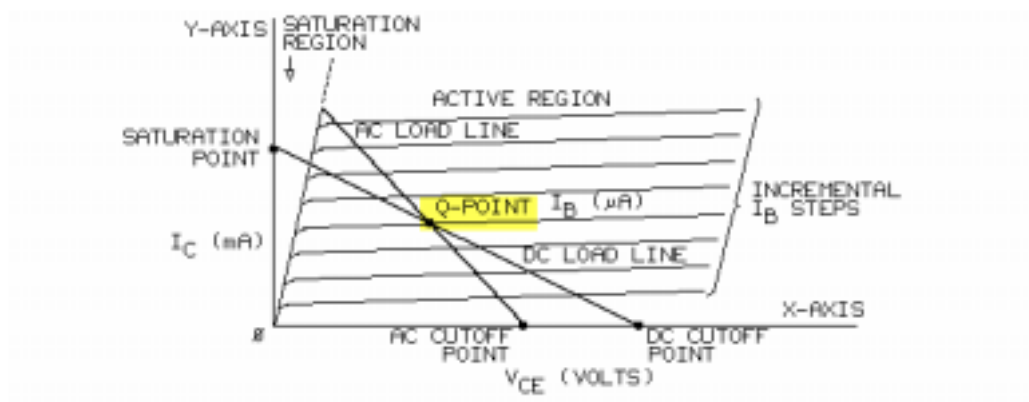 Y-AXIS
SATURATION
REGION
ACTIVE REGION
AC LOAD LINE
SATURATION
POINT
Q-POINT
IB (µA)
INCREMENTAL
IB STEPS
IC (mA)
DC LOAD LINE
X-AXIS
0
AC CUTOFF
POINT
DC CUTOFF
POINT
VCE (VOLTS)